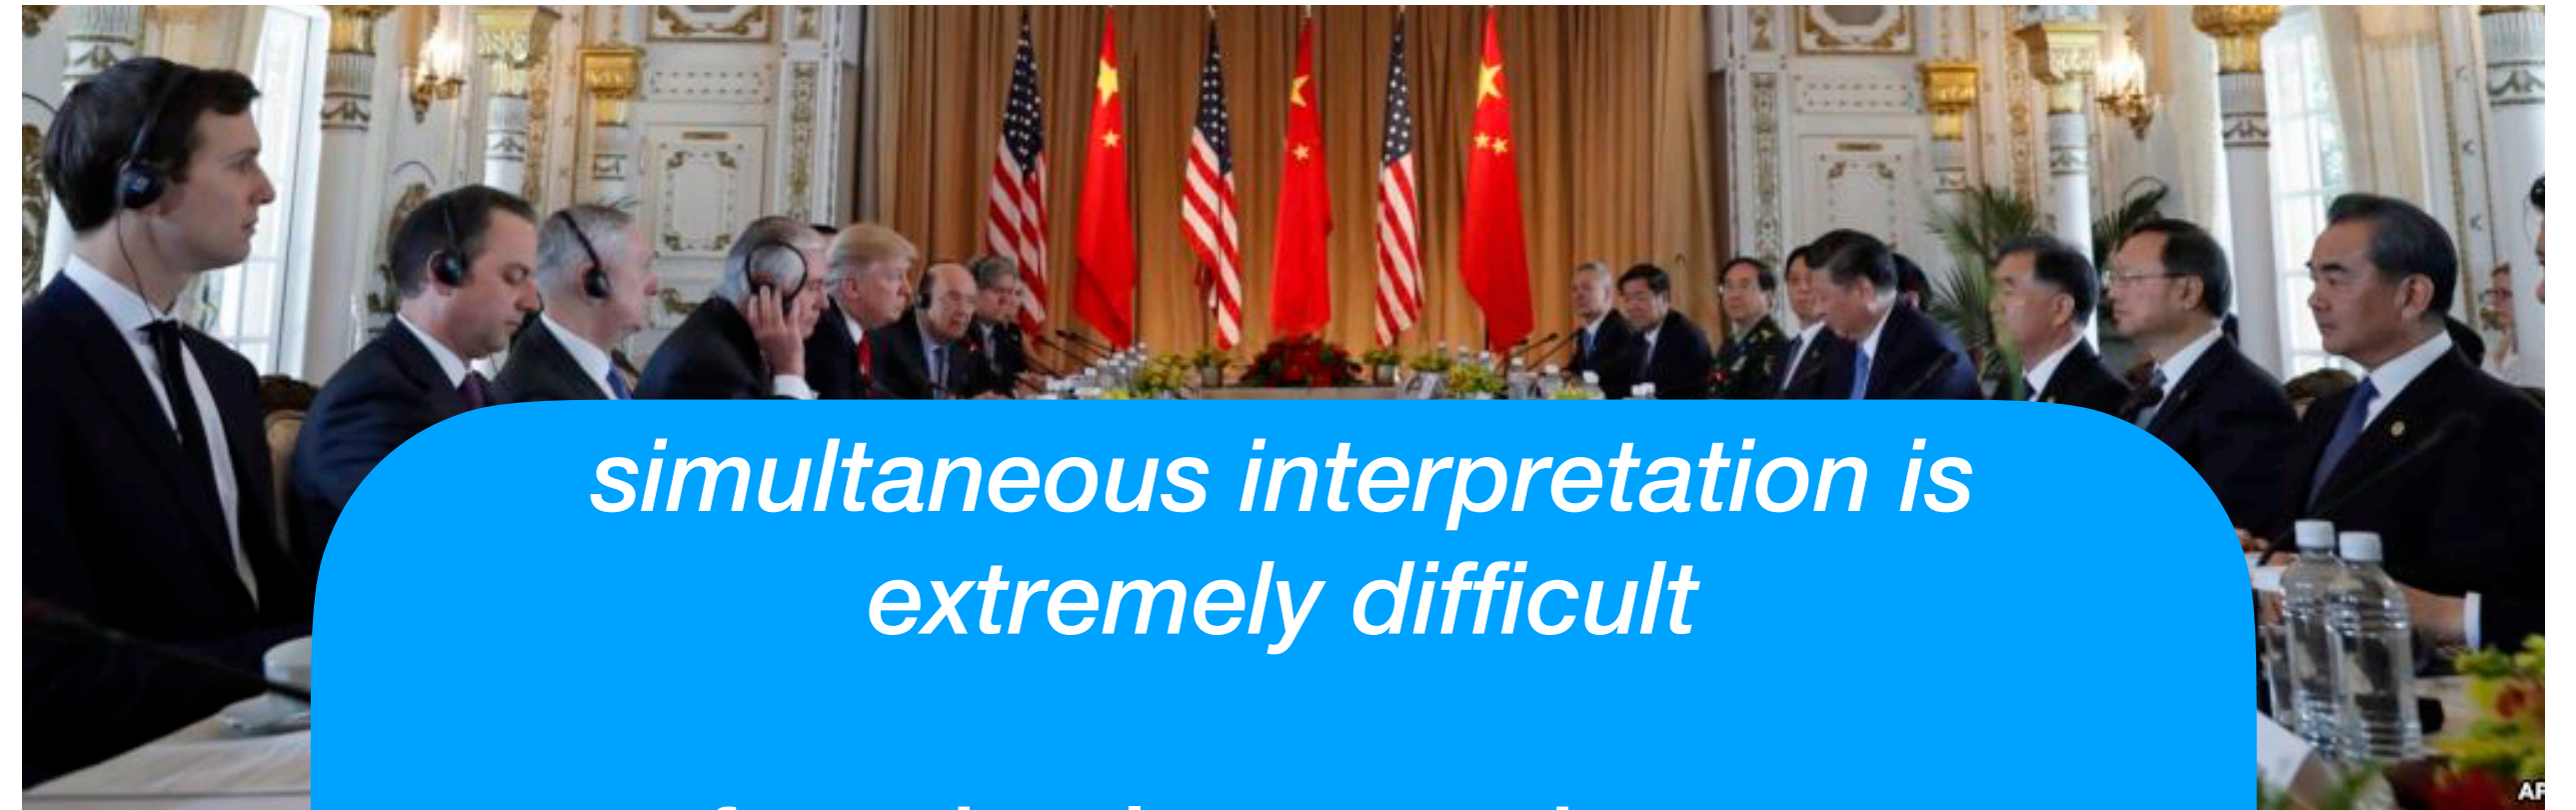 simultaneous interpretation is
extremely difficult